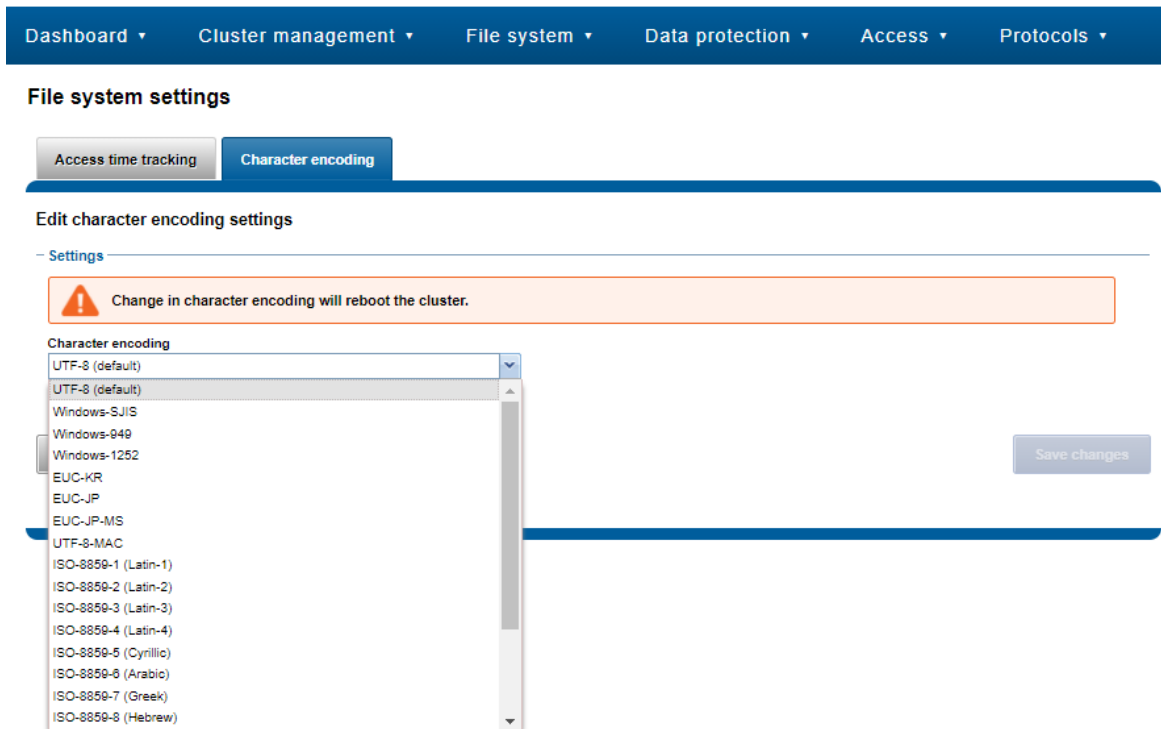 Dashboard ▾ Cluster management ▾ File system ▾ Data protection ▾ Access ▾ Protocols ▾
File system settings
Access time tracking Character encoding
Edit character encoding settings
Settings
Change in character encoding will reboot the cluster.
Character encoding
UTF-8 (default)
UTF-8 (default)
Windows-SJIS
Windows-949
Windows-1252
EUC-KR
Save changes
EUC-JP
EUC-JP-MS
UTF-8-MAC
ISO-8859-1 (Latin-1)
ISO-8859-2 (Latin-2)
ISO-8859-3 (Latin-3)
ISO-8859-4 (Latin-4)
ISO-8859-5 (Cyrillic)
ISO-8859-6 (Arabic)
ISO-8859-7 (Greek)
ISO-8859-8 (Hebrew)